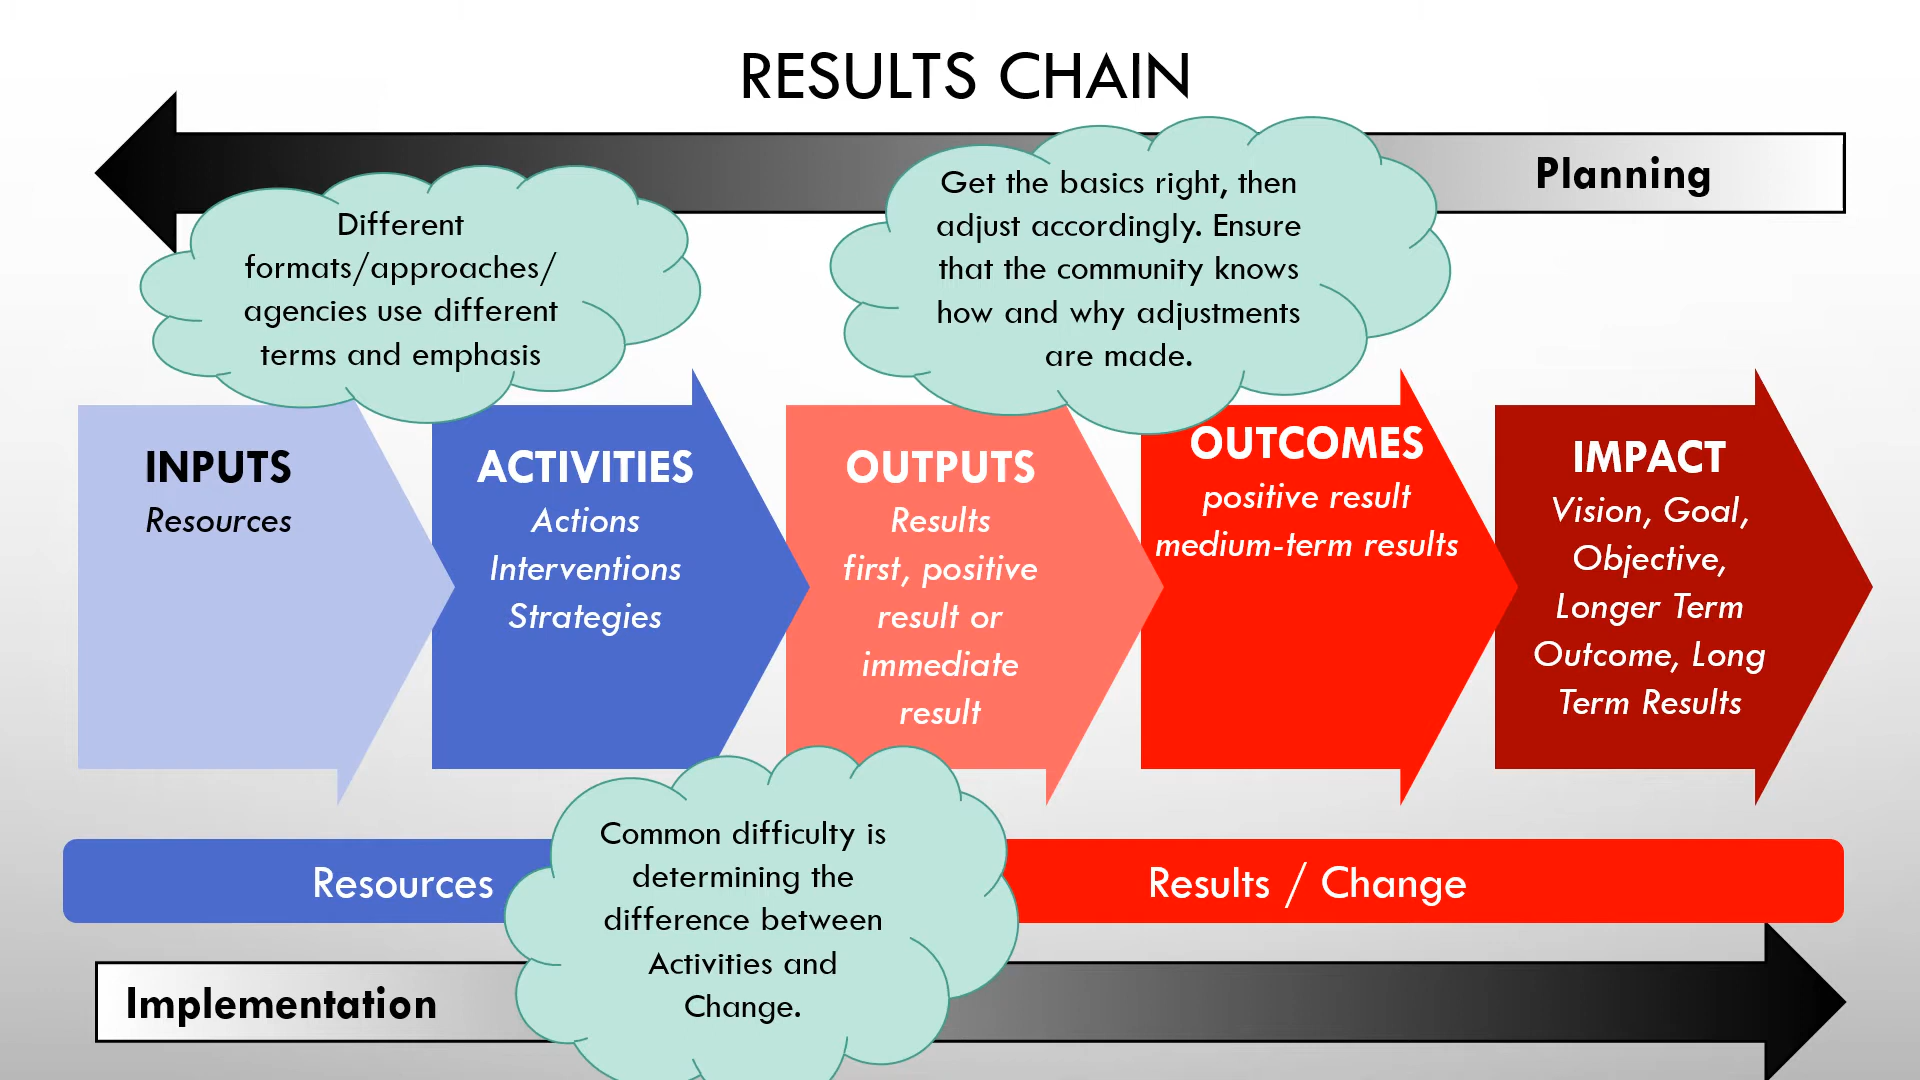 RESULTS CHAIN
Planning
Different
formats/approaches/
agencies use different
terms and emphasis
Get the basics right, then
adjust accordingly. Ensure
that the community knows
how and why adjustments
are made.
INPUTS
Resources
ACTIVITIES
Actions
Interventions
Strategies
OUTPUTS
Results
first, positive
result or
immediate
result
OUTCOMES
positive result
medium-term results
IMPACT
Vision, Goal,
Objective,
Longer Term
Outcome, Long
Term Results
Resources
Common difficulty is
determining the
difference between
Activities and
Change.
Results / Change
Implementation